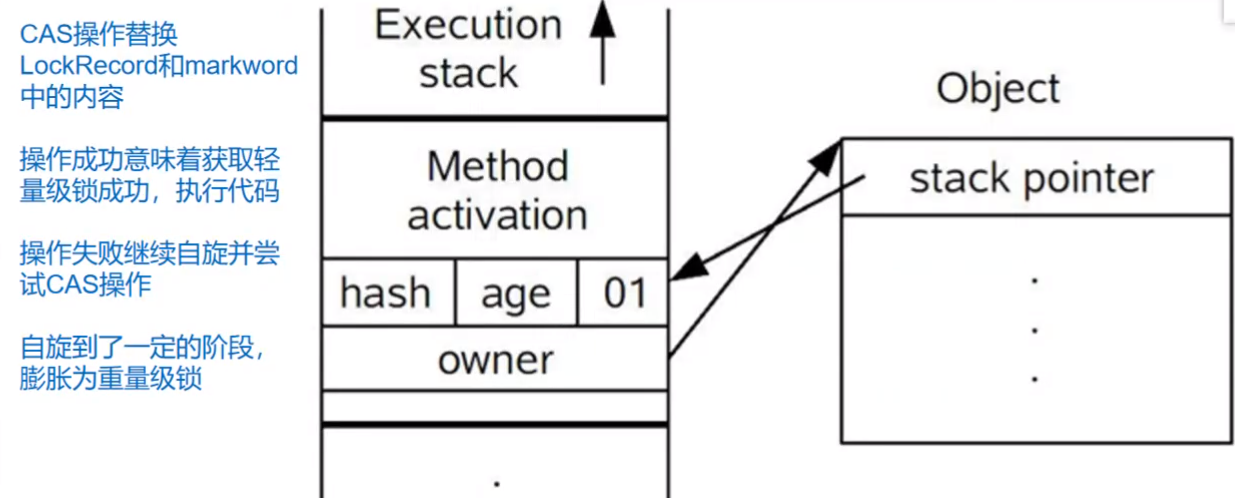 CAS操作替换
LockRecord和markword
中的内容
操作成功意味着获取轻
量级锁成功，执行代码
操作失败继续自旋并尝
试CAS操作
自旋到了一定的阶段，
膨胀为重量级锁
Execution
stack
Method
activation
hash age 01
owner
Object
stack pointer